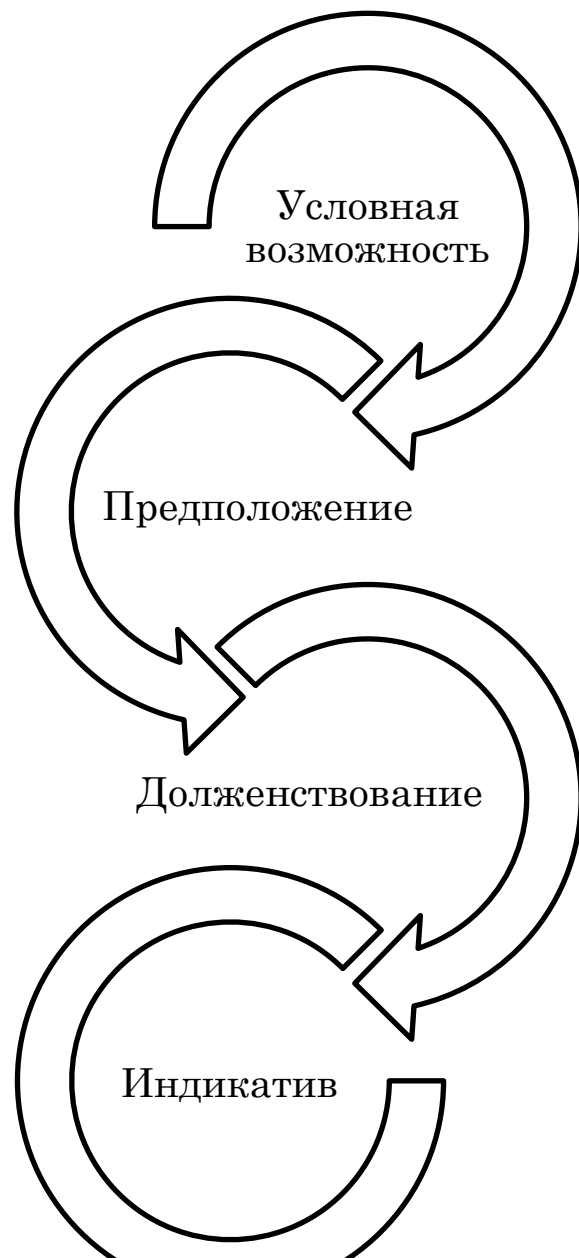 Условная
возможность
Предположение
Долженствование
Индикатив